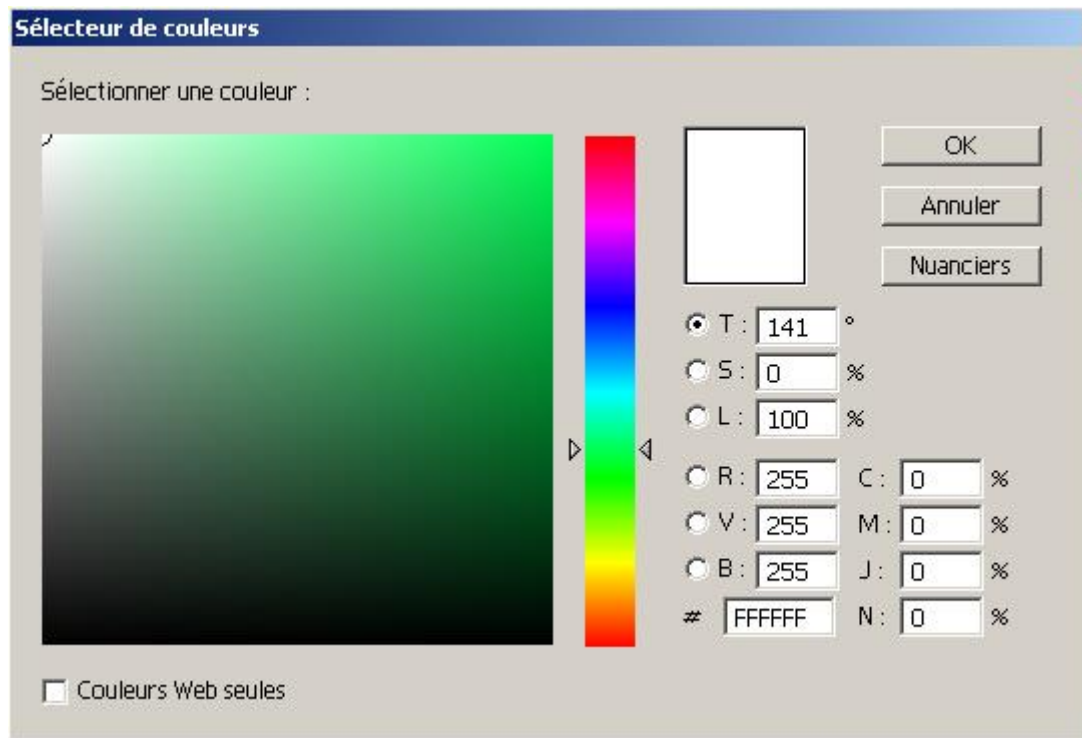 Sélecteur de couleurs
Sélectionner une couleur :
OK
Annuler
Nuanciers
T : 141 °
S : 0 %
L : 100 %
R : 255 C : 0 %
V : 255 M : 0 %
B : 255 J : 0 %
# FFFFFF N : 0 %
Couleurs Web seules